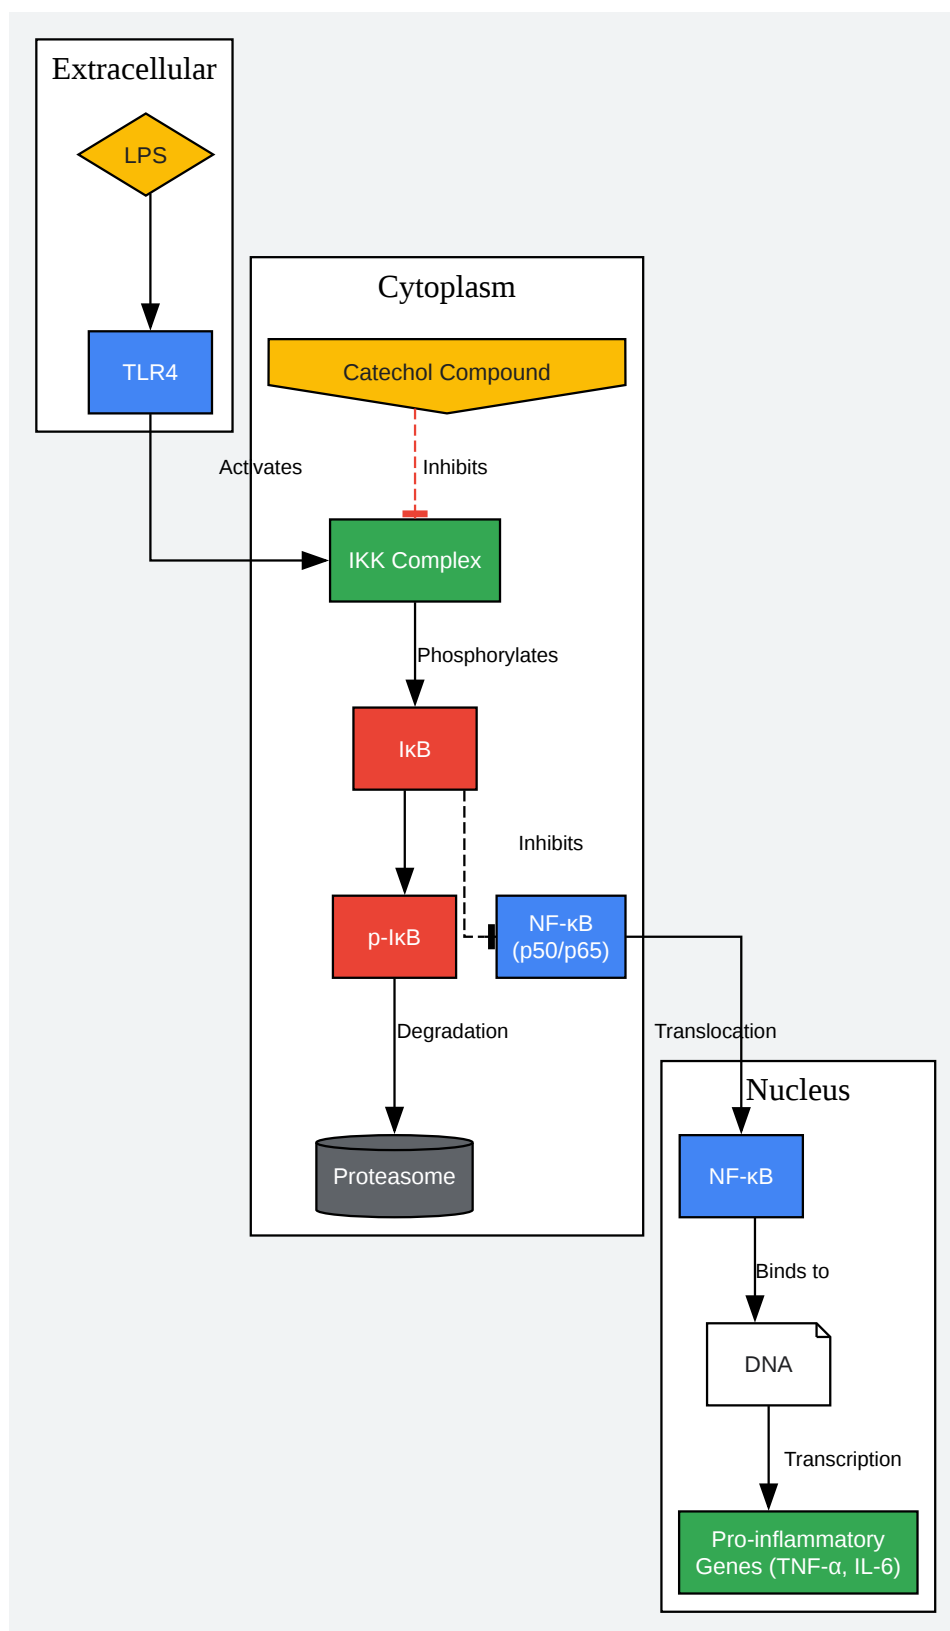 Extracellular
LPS
TLR4
Activates
Cytoplasm
Catechol Compound
Inhibits
IKK Complex
Phosphorylates
IκB
Inhibits
p-IκB
NF-κB
(p50/p65)
Degradation
Translocation
Proteasome
Nucleus
NF-κB
Binds to
DNA
Transcription
Pro-inflammatory
Genes (TNF-α, IL-6)